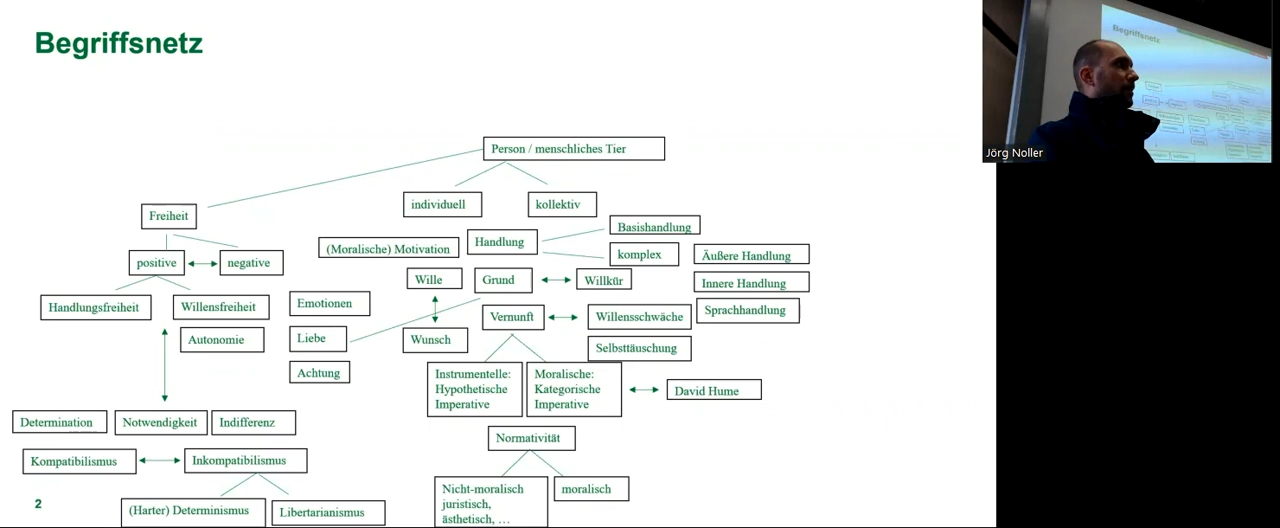 Begriffsnetz
Person / menschliches Tier
individuell
kollektiv
Freiheit
positive
negative
Handlungsfreiheit
Willensfreiheit
Autonomie
(Moralische) Motivation
Handlung
Basishandlung
komplex
Äußere Handlung
Innere Handlung
Sprachhandlung
Wille
Grund
Willkür
Emotionen
Liebe
Achtung
Wunsch
Vernunft
Willensschwäche
Selbsttäuschung
Instrumentelle:
Hypothetische
Imperative
Moralische:
Kategorische
Imperative
David Hume
Determination
Notwendigkeit
Indifferenz
Kompatibilismus
Inkompatibilismus
(Harter) Determinismus
Libertarianismus
Normativität
Nicht-moralisch
juristisch,
ästhetisch, …
moralisch
2
Begriffsnetz
Jörg Noller